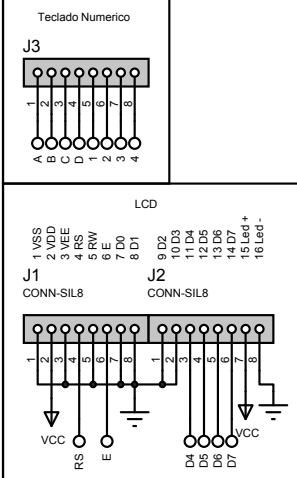 Teclado Numerico
J3
1 2 3 4 5 6 7 8
A B C D 1 2 3 4
LCD
1 VSS
2 VDD
3 VEE
4 RS
5 RW
6 E
7 D0
8 D1
9 D2
10 D3
11 D4
12 D5
13 D6
14 D7
15 Led +
16 Led -
J1
J2
CONN-SIL8
CONN-SIL8
1 2 3 4 5 6 7 8
1 2 3 4 5 6 7 8
VCC
VCC
RS
E
D4
D5
D6
D7